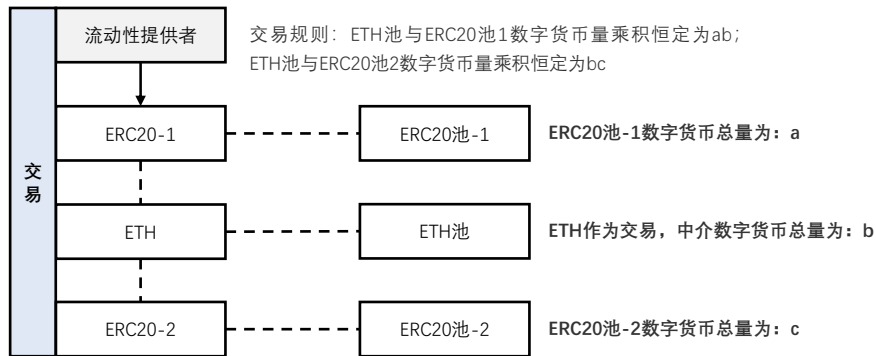 流动性提供者
交易规则：ETH池与ERC20池1数字货币量乘积恒定为ab；
ETH池与ERC20池2数字货币量乘积恒定为bc
交易
ERC20-1
ERC20池-1
ERC20池-1数字货币总量为：a
ETH
ETH池
ETH作为交易，中介数字货币总量为：b
ERC20-2
ERC20池-2
ERC20池-2数字货币总量为：c